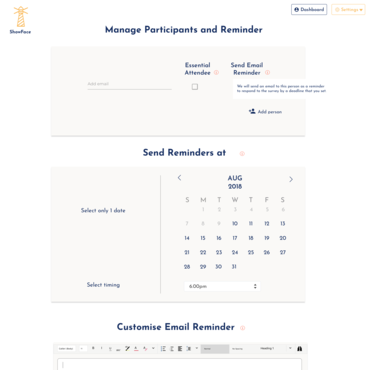 Dashboard
Settings
ShowFace
Manage Participants and Reminder
Essential
Attendee
Send Email
Reminder
We will send an email to this person as a reminder
to respond to the survey by a deadline that you set
Add person
Send Reminders at
AUG
2018
S M T W T F S
1 2 3 4 5 6
7 8 9 10 11 12 13
14 15 16 17 18 19 20
21 22 23 24 25 26 27
28 29 30 31
Select only 1 date
Select timing
6:00pm
Customise Email Reminder
Heading 1